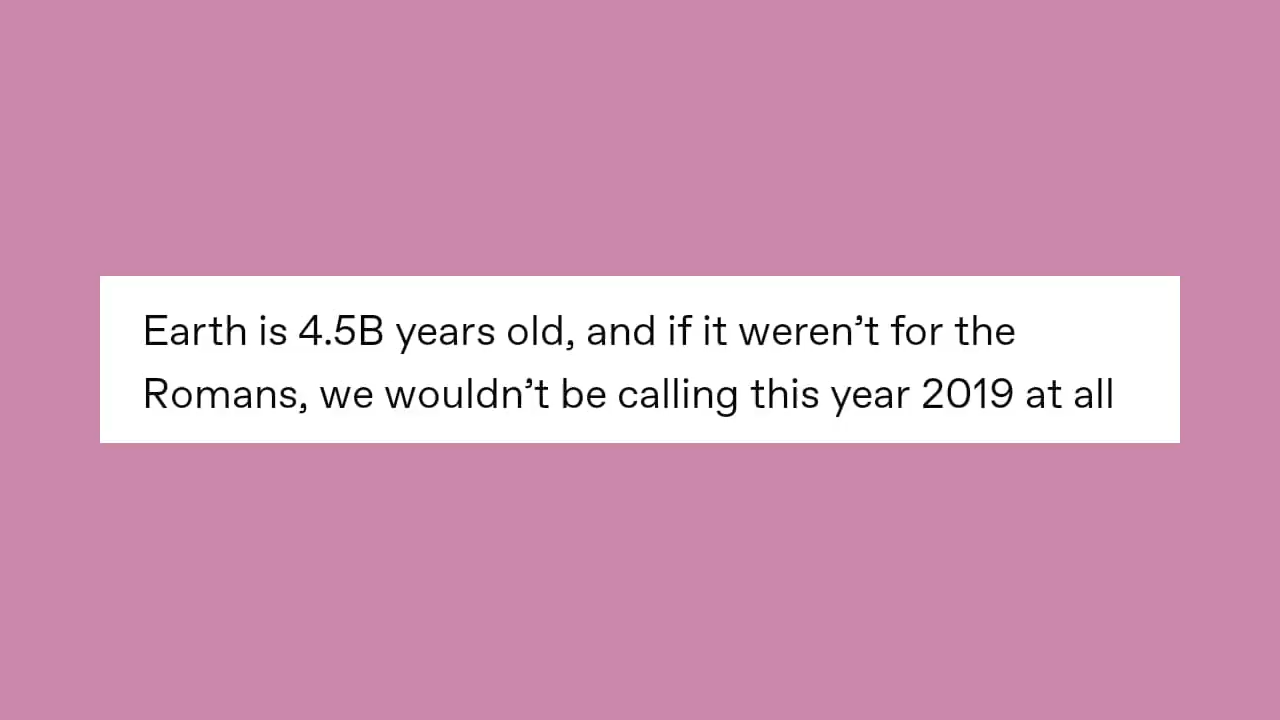 Earth is 4.5B years old, and if it weren’t for the
Romans, we wouldn’t be calling this year 2019 at all